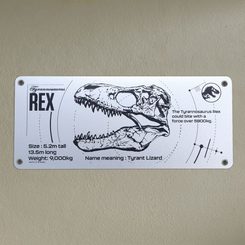 Tyrannosaurus
REX
The Tyrannosaurus Rex
could bite with a
force over 5800kg.
Size : 5.2m tall
13.5m long
Weight: 9,000kg
Name meaning : Tyrant Lizard